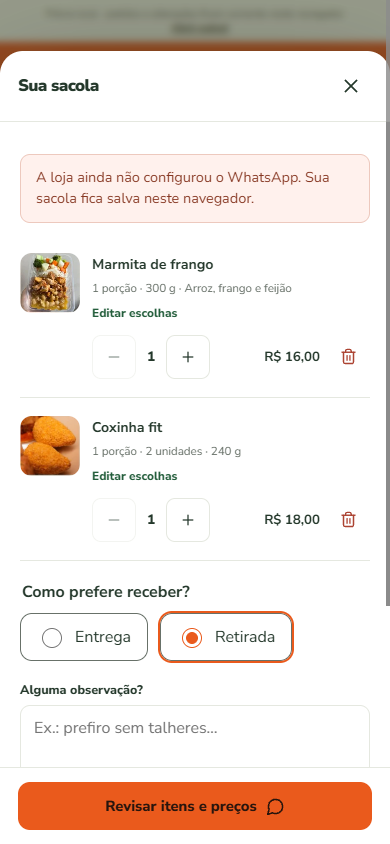 Sua sacola
A loja ainda não configurou o WhatsApp. Sua
sacola fica salva neste navegador.
Marmita de frango
1 porção · 300 g · Arroz, frango e feijão
Editar escolhas
1
R$ 16,00
Coxinha fit
1 porção · 2 unidades · 240 g
Editar escolhas
1
R$ 18,00
Como prefere receber?
Entrega
Retirada
Alguma observação?
Ex.: prefiro sem talheres...
Revisar itens e preços